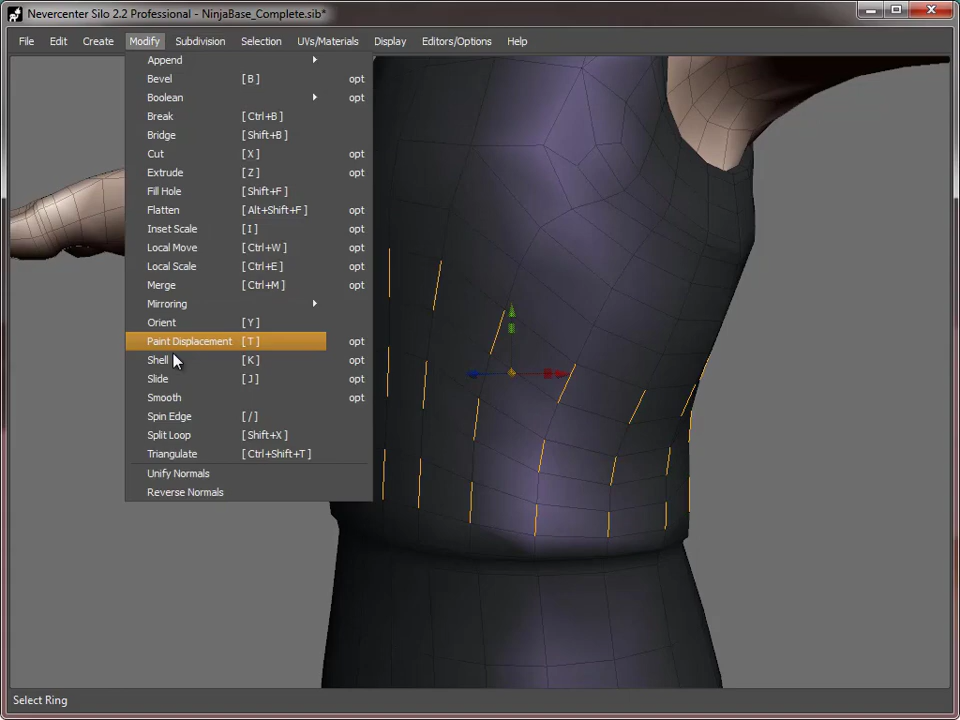 Nevercenter Silo 2.2 Professional - NinjaBase_Complete.sib*
File Edit Create Modify Subdivision Selection UVs/Materials Display Editors/Options Help
Append
Bevel [ B ] opt
Boolean opt
Break [ Ctrl+B ]
Bridge [ Shift+B ]
Cut [ X ] opt
Extrude [ Z ] opt
Fill Hole [ Shift+F ]
Flatten [ Alt+Shift+F ] opt
Inset Scale [ I ] opt
Local Move [ Ctrl+W ] opt
Local Scale [ Ctrl+E ] opt
Merge [ Ctrl+M ] opt
Mirroring
Orient [ Y ]
Paint Displacement [ T ] opt
Shell [ K ] opt
Slide [ J ] opt
Smooth opt
Spin Edge [ / ]
Split Loop [ Shift+X ]
Triangulate [ Ctrl+Shift+T ]
Unify Normals
Reverse Normals
Select Ring